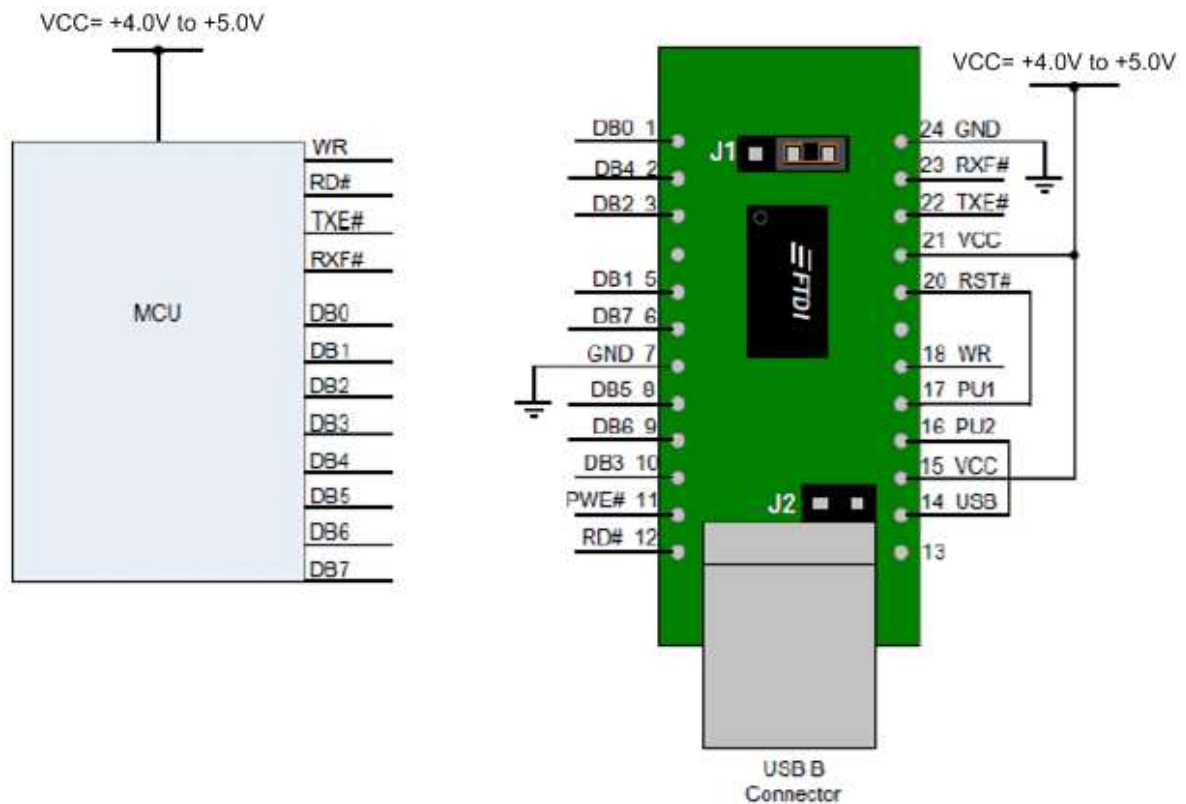 VCC= +4.0V to +5.0V
WR
RD#
TXE#
RXF#
MCU
DB0
DB1
DB2
DB3
DB4
DB5
DB6
DB7
VCC= +4.0V to +5.0V
DB0 1
DB4 2
DB2 3
DB1 5
DB7 6
GND 7
DB5 8
DB6 9
DB3 10
PWE# 11
RD# 12
J1
FTDI
J2
24 GND
23 RXF#
22 TXE#
21 VCC
20 RST#
18 WR
17 PU1
16 PU2
15 VCC
14 USB
13
USB B
Connector